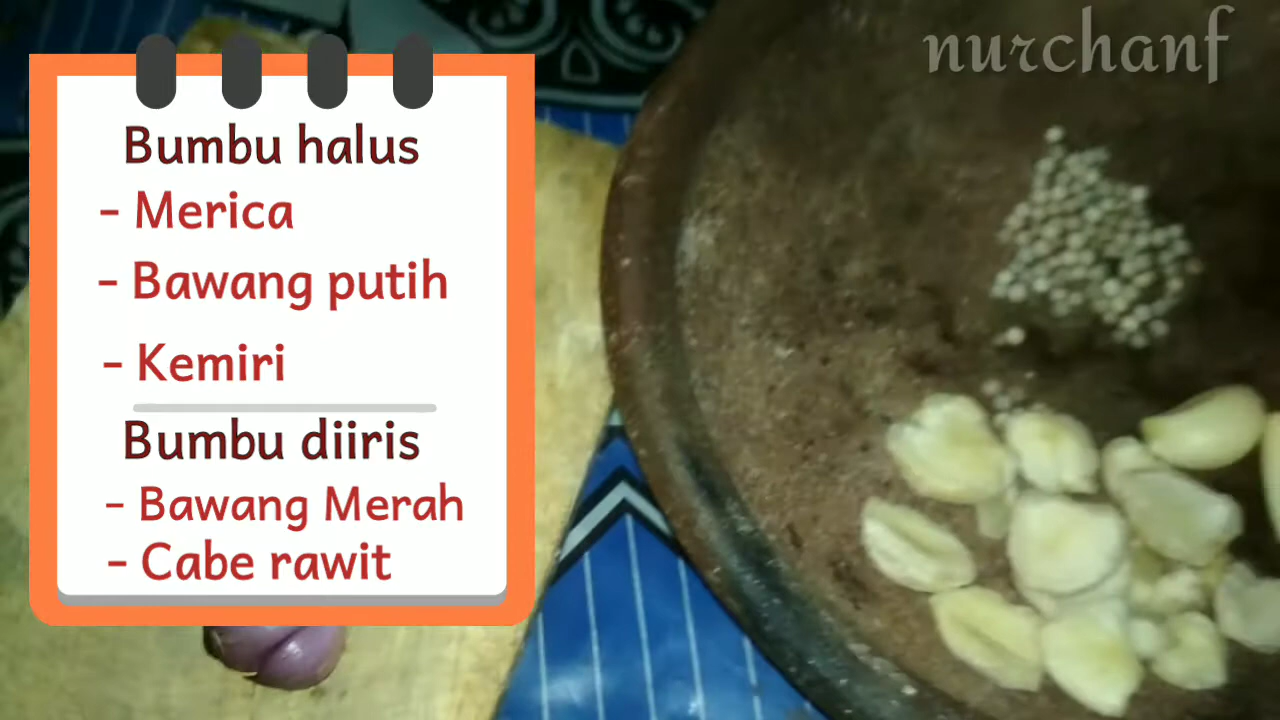 nurchanf
Bumbu halus
- Merica
- Bawang putih
- Kemiri
Bumbu diiris
- Bawang Merah
- Cabe rawit